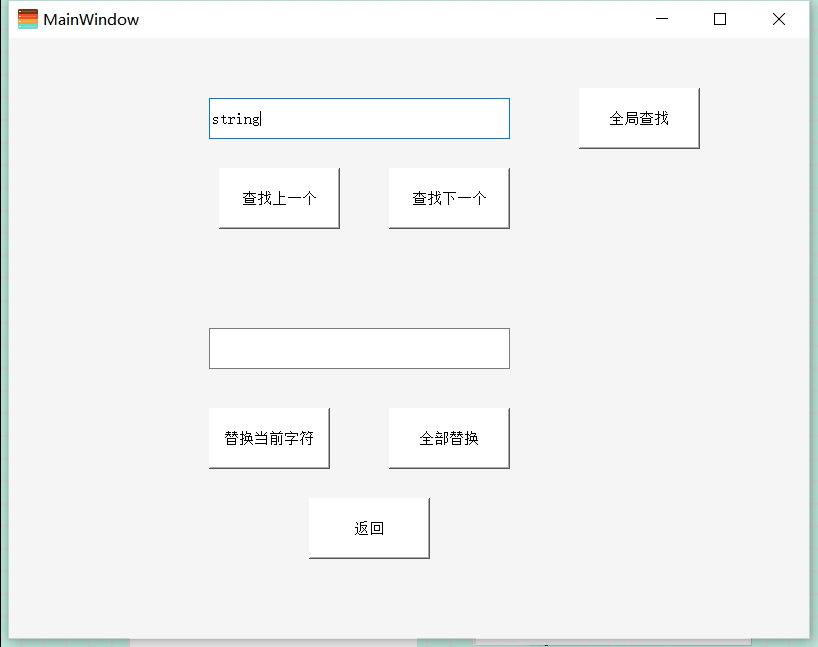 MainWindow
string
全局查找
查找上一个
查找下一个
替换当前字符
全部替换
返回